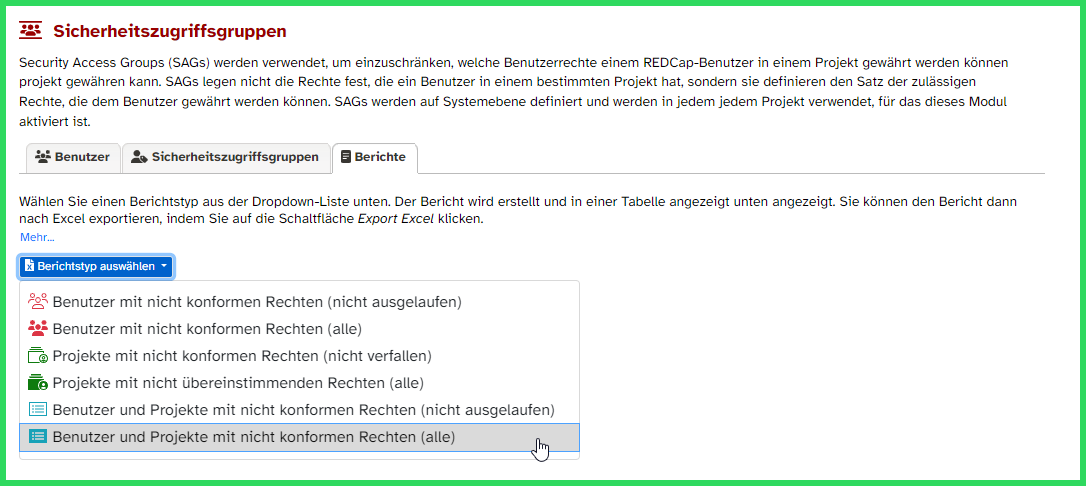 Sicherheitszugriffsgruppen
Security Access Groups (SAGs) werden verwendet, um einzuschränken, welche Benutzerrechte einem REDCap-Benutzer in einem Projekt gewährt werden können
projekt gewähren kann. SAGs legen nicht die Rechte fest, die ein Benutzer in einem bestimmten Projekt hat, sondern sie definieren den Satz der zulässigen
Rechte, die dem Benutzer gewährt werden können. SAGs werden auf Systemebene definiert und werden in jedem jedem Projekt verwendet, für das dieses Modul
aktiviert ist.
Benutzer
Sicherheitszugriffsgruppen
Berichte
Wählen Sie einen Berichtstyp aus der Dropdown-Liste unten. Der Bericht wird erstellt und in einer Tabelle angezeigt unten angezeigt. Sie können den Bericht dann
nach Excel exportieren, indem Sie auf die Schaltfläche Export Excel klicken.
Mehr...
Berichtstyp auswählen
Benutzer mit nicht konformen Rechten (nicht ausgelaufen)
Benutzer mit nicht konformen Rechten (alle)
Projekte mit nicht konformen Rechten (nicht verfallen)
Projekte mit nicht übereinstimmenden Rechten (alle)
Benutzer und Projekte mit nicht konformen Rechten (nicht ausgelaufen)
Benutzer und Projekte mit nicht konformen Rechten (alle)